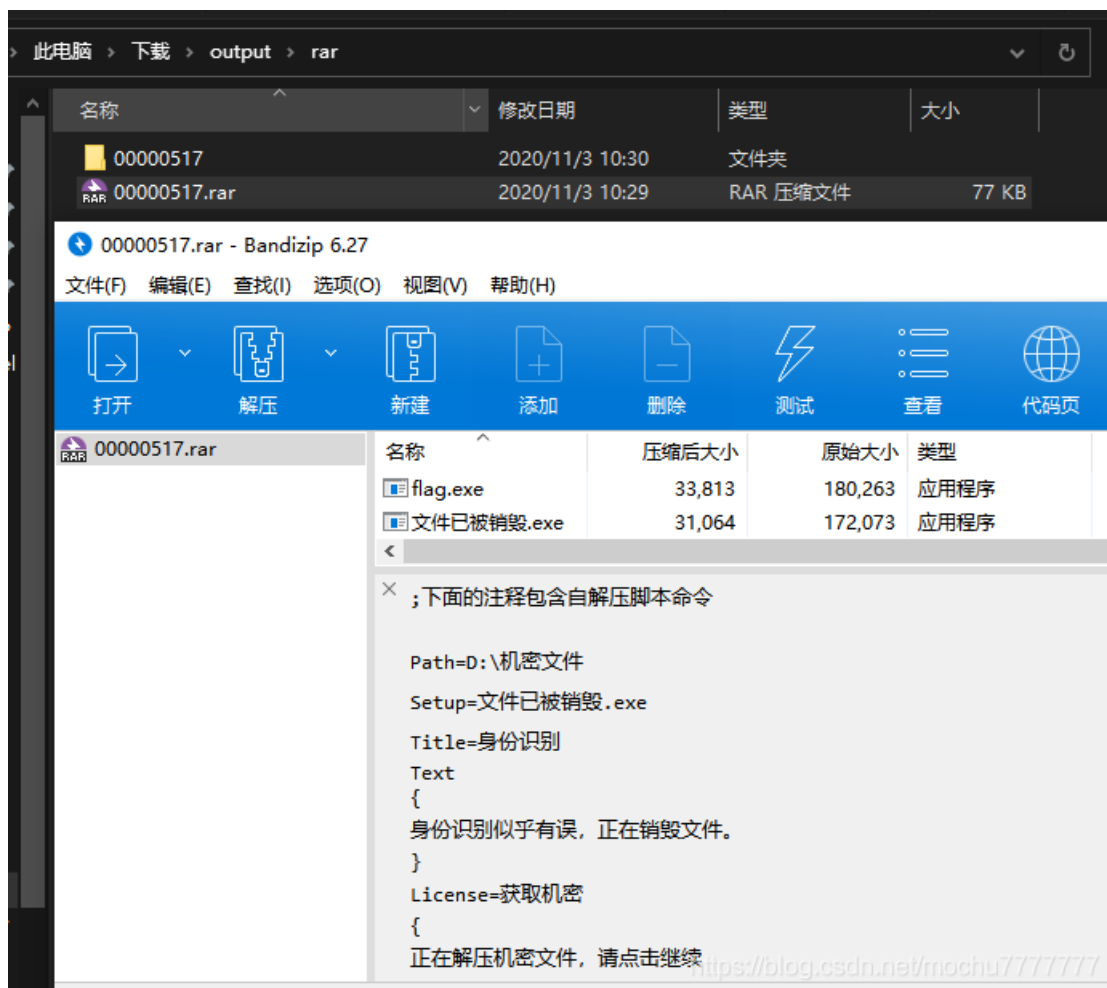 此电脑 › 下载 › output › rar
名称 修改日期 类型 大小
00000517 2020/11/3 10:30 文件夹
RAR 00000517.rar 2020/11/3 10:29 RAR 压缩文件 77 KB
00000517.rar - Bandizip 6.27
文件(F) 编辑(E) 查找(I) 选项(O) 视图(V) 帮助(H)
打开 解压 新建 添加 删除 测试 查看 代码页
RAR 00000517.rar
名称 压缩后大小 原始大小 类型
flag.exe 33,813 180,263 应用程序
文件已被销毁.exe 31,064 172,073 应用程序
;下面的注释包含自解压脚本命令
Path=D:\机密文件
Setup=文件已被销毁.exe
Title=身份识别
Text
{
身份识别似乎有误，正在销毁文件。
}
License=获取机密
{
正在解压机密文件，请点击继续
https://blog.csdn.net/mochu7777777